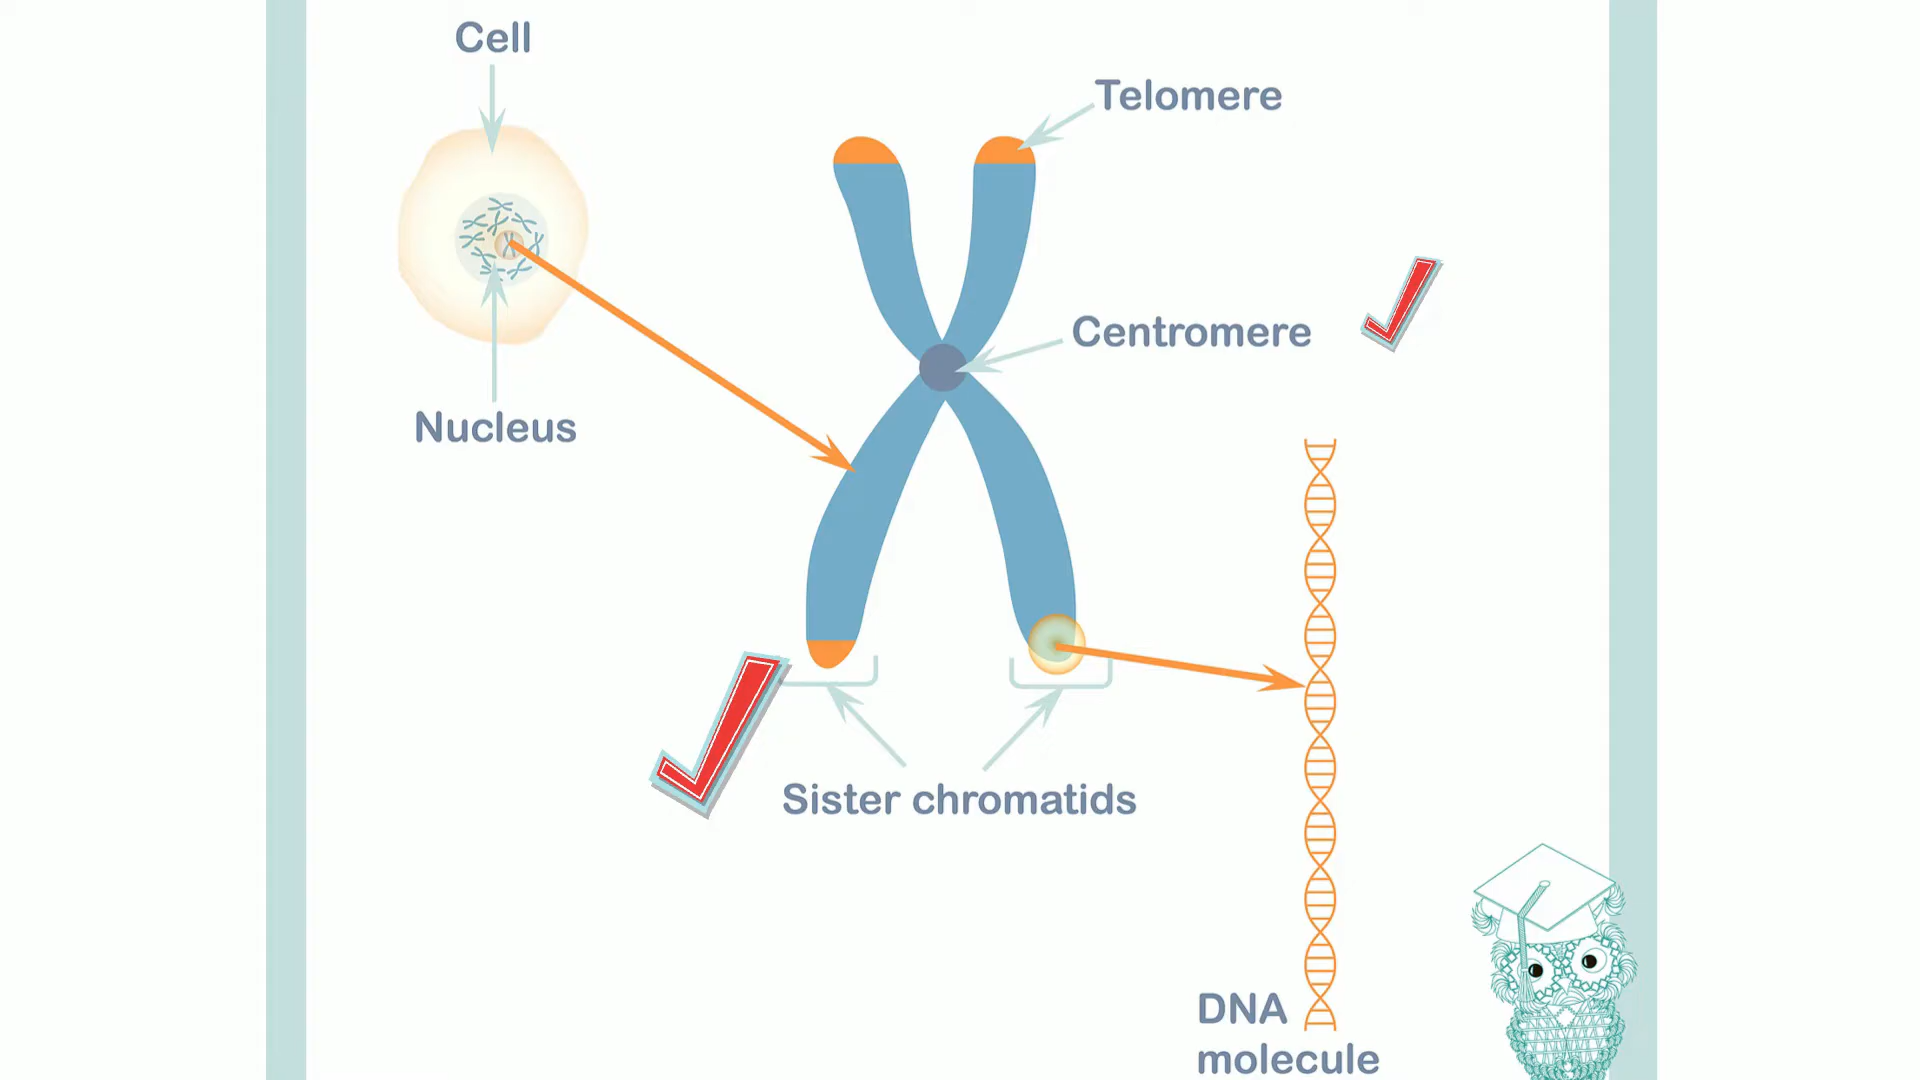 Cell
Telomere
Centromere
Nucleus
Sister chromatids
DNA
molecule